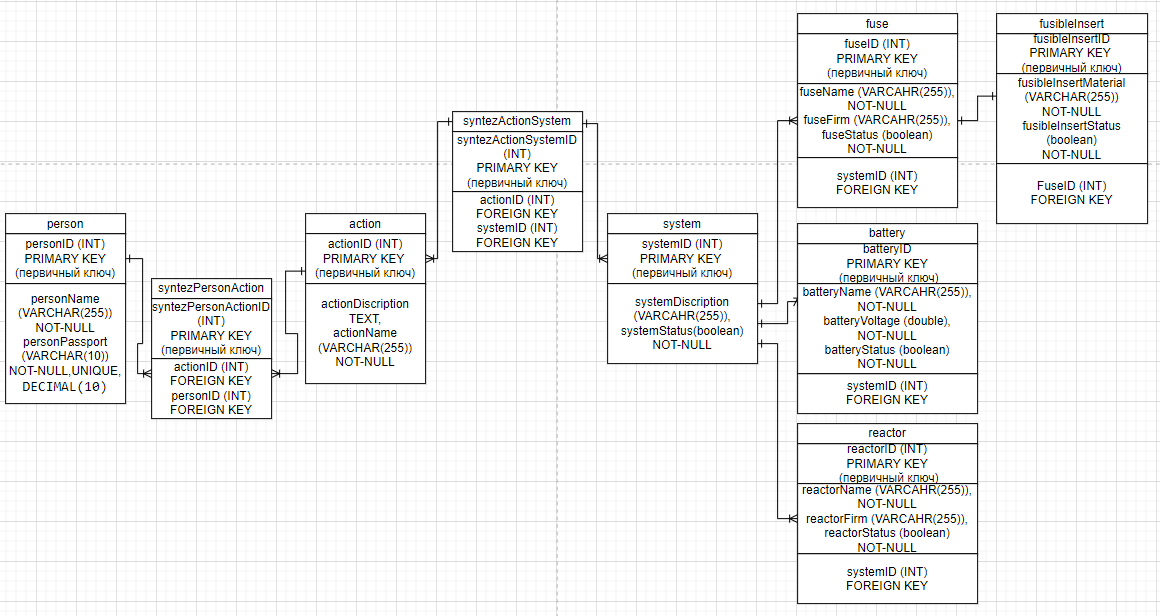 person
personID (INT)
PRIMARY KEY
(первичный ключ)
personName
(VARCHAR(255))
NOT-NULL
personPassport
(VARCHAR(10))
NOT-NULL,UNIQUE,
DECIMAL(10)
syntezPersonAction
syntezPersonActionID
(INT)
PRIMARY KEY
(первичный ключ)
actionID (INT)
FOREIGN KEY
personID (INT)
FOREIGN KEY
action
actionID (INT)
PRIMARY KEY
(первичный ключ)
actionDiscription
TEXT,
actionName
(VARCHAR(255))
NOT-NULL
syntezActionSystem
syntezActionSystemID
(INT)
PRIMARY KEY
(первичный ключ)
actionID (INT)
FOREIGN KEY
systemID (INT)
FOREIGN KEY
system
systemID (INT)
PRIMARY KEY
(первичный ключ)
systemDiscription
(VARCAHR(255)),
systemStatus(boolean)
NOT-NULL
fuse
fuseID (INT)
PRIMARY KEY
(первичный ключ)
fuseName (VARCAHR(255)),
NOT-NULL
fuseFirm (VARCAHR(255)),
fuseStatus (boolean)
NOT-NULL
systemID (INT)
FOREIGN KEY
fusibleInsert
fusibleInsertID
PRIMARY KEY
(первичный ключ)
fusibleInsertMaterial
(VARCHAR(255))
NOT-NULL
fusibleInsertStatus
(boolean)
NOT-NULL
FuseID (INT)
FOREIGN KEY
battery
batteryID
PRIMARY KEY
(первичный ключ)
batteryName (VARCAHR(255)),
NOT-NULL
batteryVoltage (double),
NOT-NULL
batteryStatus (boolean)
NOT-NULL
systemID (INT)
FOREIGN KEY
reactor
reactorID (INT)
PRIMARY KEY
(первичный ключ)
reactorName (VARCAHR(255)),
NOT-NULL
reactorFirm (VARCAHR(255)),
reactorStatus (boolean)
NOT-NULL
systemID (INT)
FOREIGN KEY